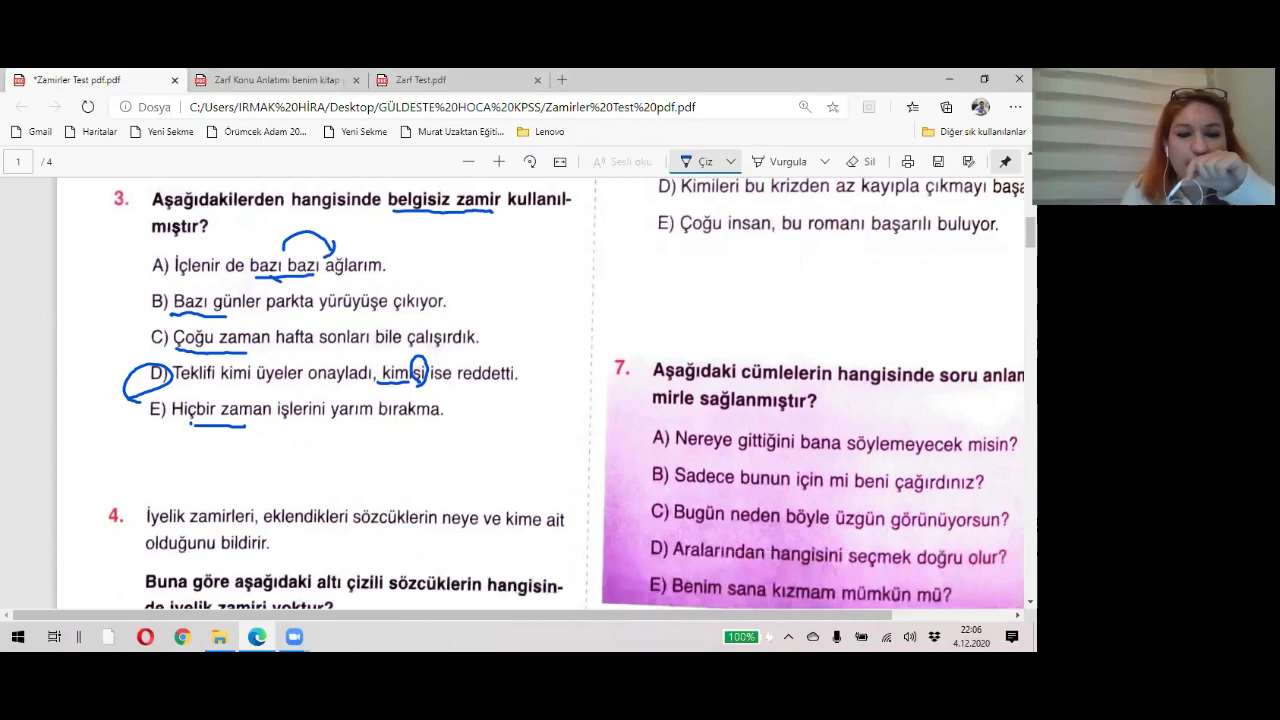 *Zamirler Test pdf.pdf
Zarf Konu Anlatımı benim kitap
Zarf Test.pdf
Dosya
C:/Users/IRMAK%20HİRA/Desktop/GÜLDESTE%20HOCA%20KPSS/Zamirler%20Test%20pdf.pdf
Gmail
Haritalar
Yeni Sekme
Örümcek Adam 20...
Yeni Sekme
Murat Uzaktan Eğiti...
Lenovo
Diğer sık kullanılanlar
1 / 4
Sesli oku
Çiz
Vurgula
Sil
3. Aşağıdakilerden hangisinde belgisiz zamir kullanıl-
mıştır?
A) İçlenir de bazı bazı ağlarım.
B) Bazı günler parkta yürüyüşe çıkıyor.
C) Çoğu zaman hafta sonları bile çalışırdık.
D) Teklifi kimi üyeler onayladı, kimisi ise reddetti.
E) Hiçbir zaman işlerini yarım bırakma.
4. İyelik zamirleri, eklendikleri sözcüklerin neye ve kime ait
olduğunu bildirir.
Buna göre aşağıdaki altı çizili sözcüklerin hangisin-
de iyelik zamiri yoktur?
D) Kimileri bu krizden az kayıpla çıkmayı başa
E) Çoğu insan, bu romanı başarılı buluyor.
7. Aşağıdaki cümlelerin hangisinde soru anlam
mirle sağlanmıştır?
A) Nereye gittiğini bana söylemeyecek misin?
B) Sadece bunun için mi beni çağırdınız?
C) Bugün neden böyle üzgün görünüyorsun?
D) Aralarından hangisini seçmek doğru olur?
E) Benim sana kızmam mümkün mü?
100%
22:06
4.12.2020